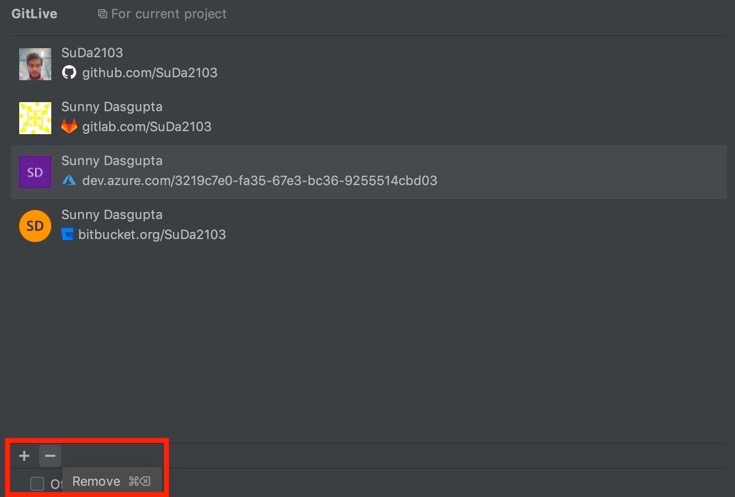 GitLive For current project
SuDa2103
github.com/SuDa2103
Sunny Dasgupta
gitlab.com/SuDa2103
SD
Sunny Dasgupta
dev.azure.com/3219c7e0-fa35-67e3-bc36-9255514cbd03
SD
Sunny Dasgupta
bitbucket.org/SuDa2103
Remove ⌘⌫